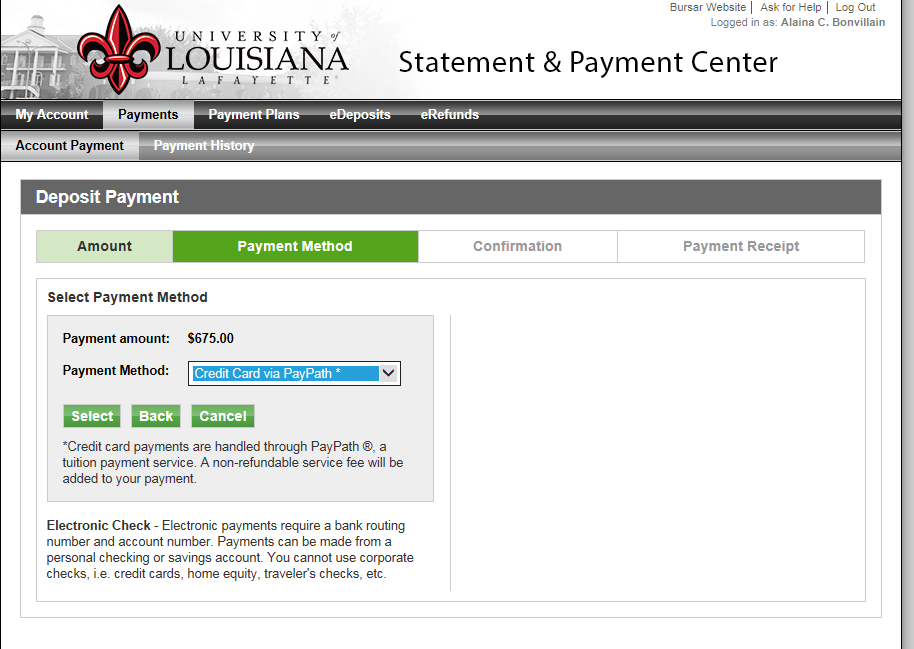 Bursar Website | Ask for Help | Log Out
Logged in as: Alaina C. Bonvillain
UNIVERSITY of
LOUISIANA
LAFAYETTE®
Statement & Payment Center
My Account Payments Payment Plans eDeposits eRefunds
Account Payment Payment History
Deposit Payment
Amount Payment Method Confirmation Payment Receipt
Select Payment Method
Payment amount: $675.00
Payment Method: Credit Card via PayPath *
Select Back Cancel
*Credit card payments are handled through PayPath ®, a
tuition payment service. A non-refundable service fee will be
added to your payment.
Electronic Check - Electronic payments require a bank routing
number and account number. Payments can be made from a
personal checking or savings account. You cannot use corporate
checks, i.e. credit cards, home equity, traveler's checks, etc.